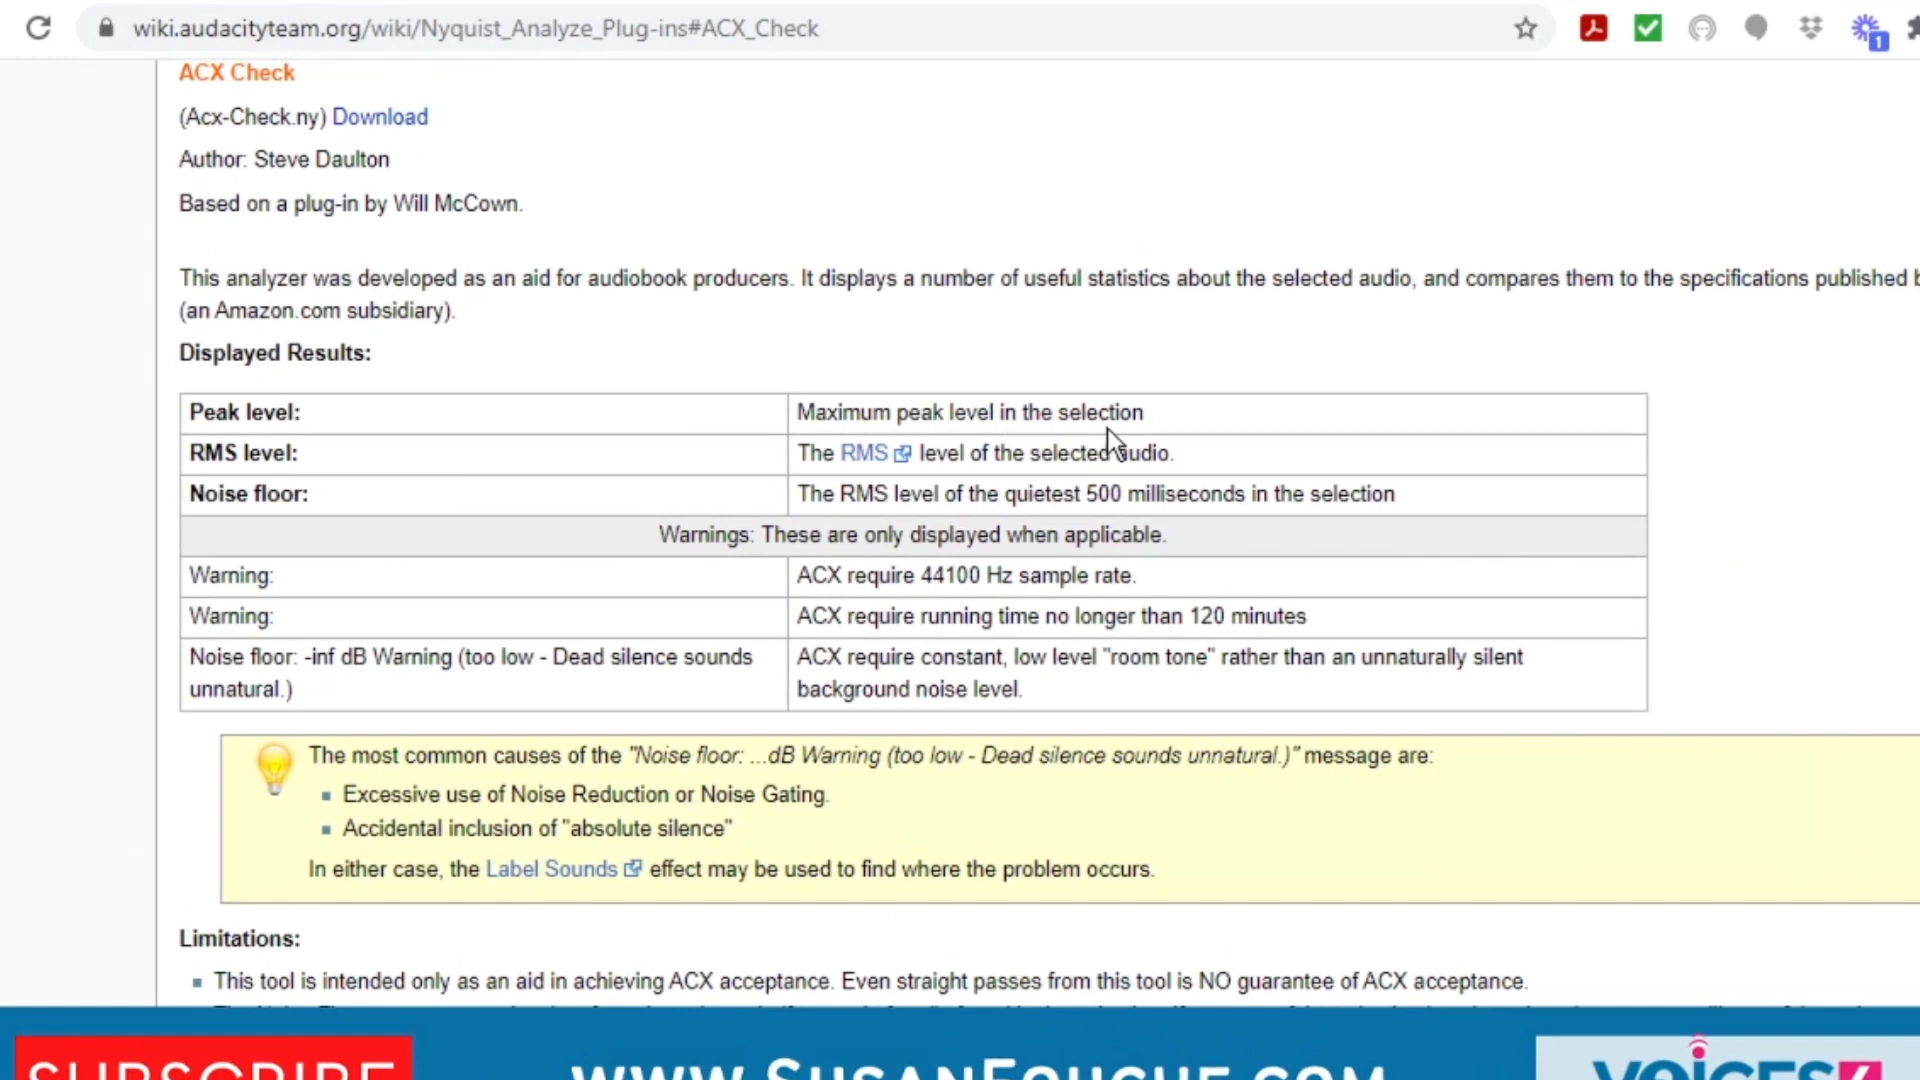 wiki.audacityteam.org/wiki/Nyquist_Analyze_Plug-ins#ACX_Check
1
ACX Check
(Acx-Check.ny) Download
Author: Steve Daulton
Based on a plug-in by Will McCown.
This analyzer was developed as an aid for audiobook producers. It displays a number of useful statistics about the selected audio, and compares them to the specifications published
(an Amazon.com subsidiary).
Displayed Results:
Peak level: Maximum peak level in the selection
RMS level: The RMS level of the selected audio.
Noise floor: The RMS level of the quietest 500 milliseconds in the selection
Warnings: These are only displayed when applicable.
Warning: ACX require 44100 Hz sample rate.
Warning: ACX require running time no longer than 120 minutes
Noise floor: -inf dB Warning (too low - Dead silence sounds
unnatural.)
ACX require constant, low level "room tone" rather than an unnaturally silent
background noise level.
The most common causes of the "Noise floor: ...dB Warning (too low - Dead silence sounds unnatural.)" message are:
Excessive use of Noise Reduction or Noise Gating.
Accidental inclusion of "absolute silence"
In either case, the Label Sounds effect may be used to find where the problem occurs.
Limitations:
This tool is intended only as an aid in achieving ACX acceptance. Even straight passes from this tool is NO guarantee of ACX acceptance.
SUBSCRIBE
www.SusanFouche.com
VOICES4